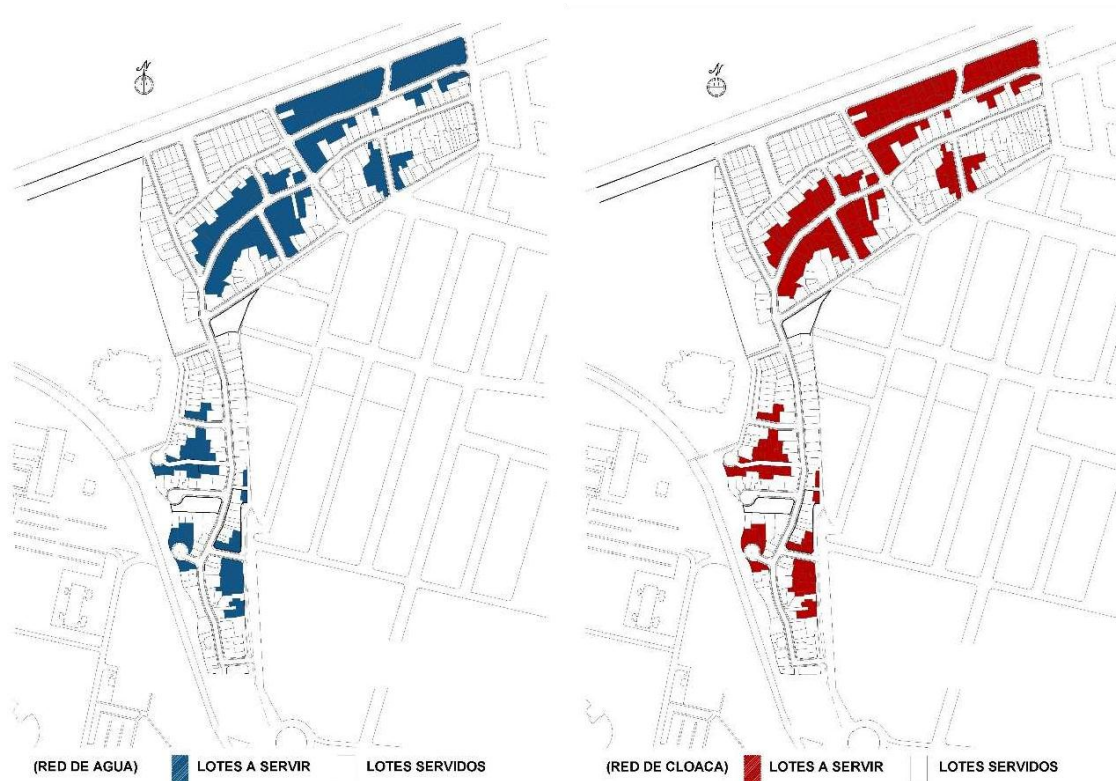 N
N
(RED DE AGUA) LOTES A SERVIR LOTES SERVIDOS
(RED DE CLOACA) LOTES A SERVIR LOTES SERVIDOS